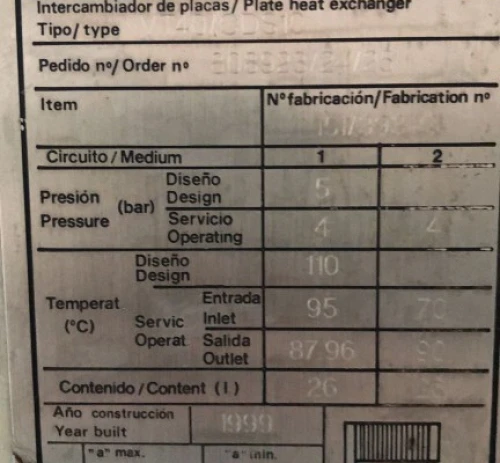 Intercambiador de placas / Plate heat exchanger
Tipo / type
Pedido nº / Order nº
Item Nº fabricación / Fabrication nº
Circuito / Medium 1 2
Presión Pressure (bar) Diseño Design 5
Servicio Operating 4 4
Temperat (°C) Diseño Design 110
Servic Operat Entrada Inlet 95 70
Salida Outlet 87.96 90
Contenido / Content ( l ) 26
Año construcción 1999
Year built
"a" max. "a" min.